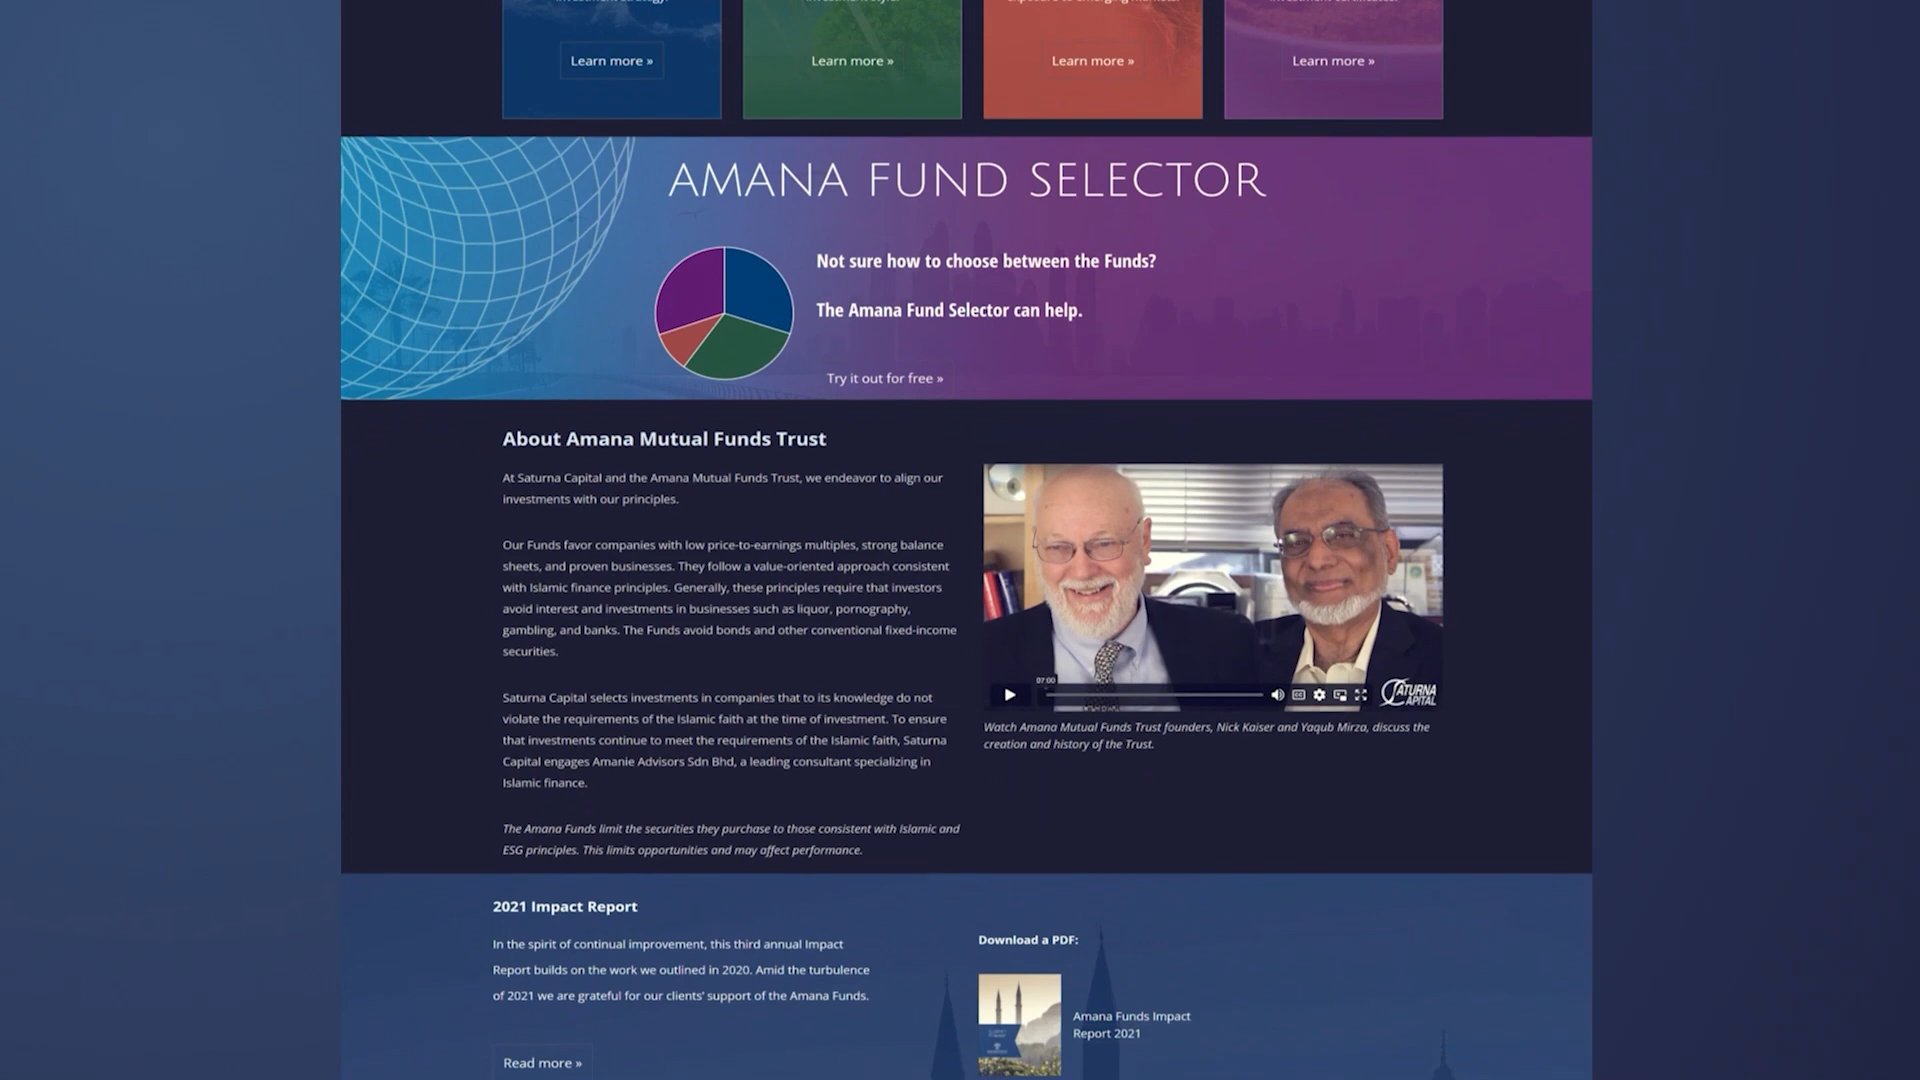 Learn more »
Learn more »
Learn more »
Learn more »
AMANA FUND SELECTOR
Not sure how to choose between the Funds?
The Amana Fund Selector can help.
Try it out for free »
About Amana Mutual Funds Trust
At Saturna Capital and the Amana Mutual Funds Trust, we endeavor to align our
investments with our principles.
Our Funds favor companies with low price-to-earnings multiples, strong balance
sheets, and proven businesses. They follow a value-oriented approach consistent
with Islamic finance principles. Generally, these principles require that investors
avoid interest and investments in businesses such as liquor, pornography,
gambling, and banks. The Funds avoid bonds and other conventional fixed-income
securities.
Saturna Capital selects investments in companies that to its knowledge do not
violate the requirements of the Islamic faith at the time of investment. To ensure
that investments continue to meet the requirements of the Islamic faith, Saturna
Capital engages Amanie Advisors Sdn Bhd, a leading consultant specializing in
Islamic finance.
The Amana Funds limit the securities they purchase to those consistent with Islamic and
ESG principles. This limits opportunities and may affect performance.
07:00
CC
SATURNA
CAPITAL
Watch Amana Mutual Funds Trust founders, Nick Kaiser and Yaqub Mirza, discuss the
creation and history of the Trust.
2021 Impact Report
In the spirit of continual improvement, this third annual Impact
Report builds on the work we outlined in 2020. Amid the turbulence
of 2021 we are grateful for our clients' support of the Amana Funds.
Read more »
Download a PDF:
Amana Funds Impact
Report 2021